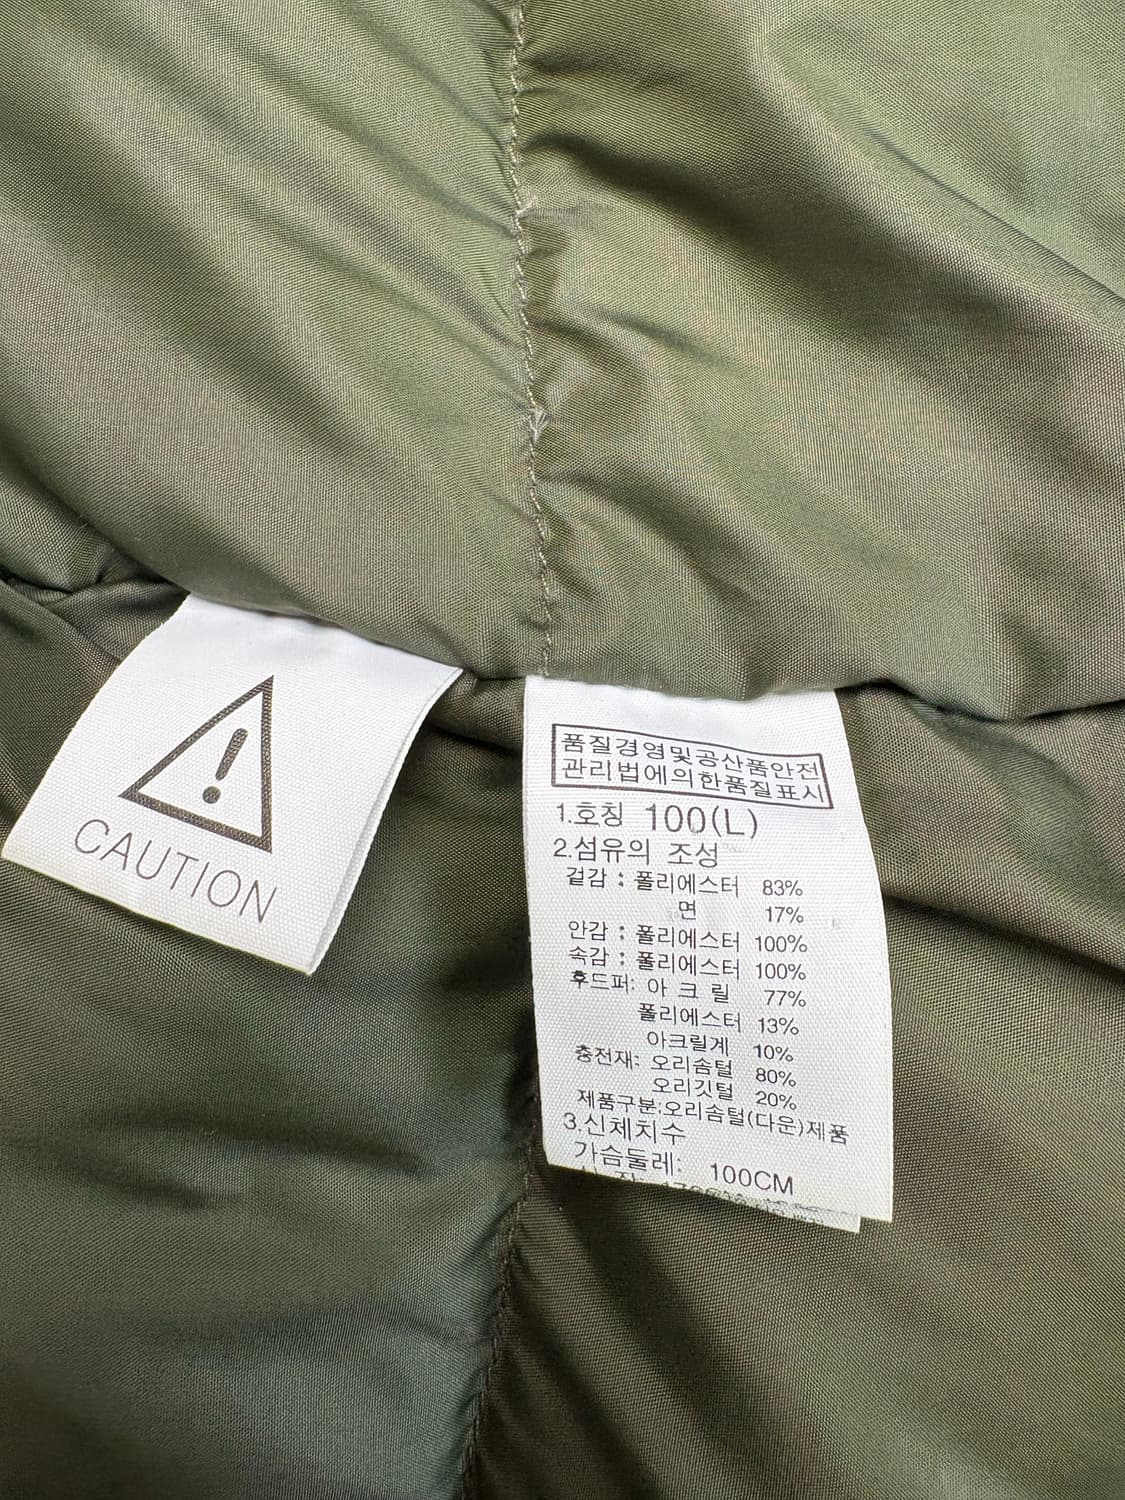 CAUTION
품질경영및공산품안전
관리법에의한품질표시
1.호칭 100(L)
2.섬유의 조성
겉감 : 폴리에스터 83%
면 17%
안감 : 폴리에스터 100%
속감 : 폴리에스터 100%
후드퍼: 아 크 릴 77%
폴리에스터 13%
아크릴계 10%
충전재: 오리솜털 80%
오리깃털 20%
제품구분:오리솜털(다운)제품
3.신체치수
가슴둘레: 100CM